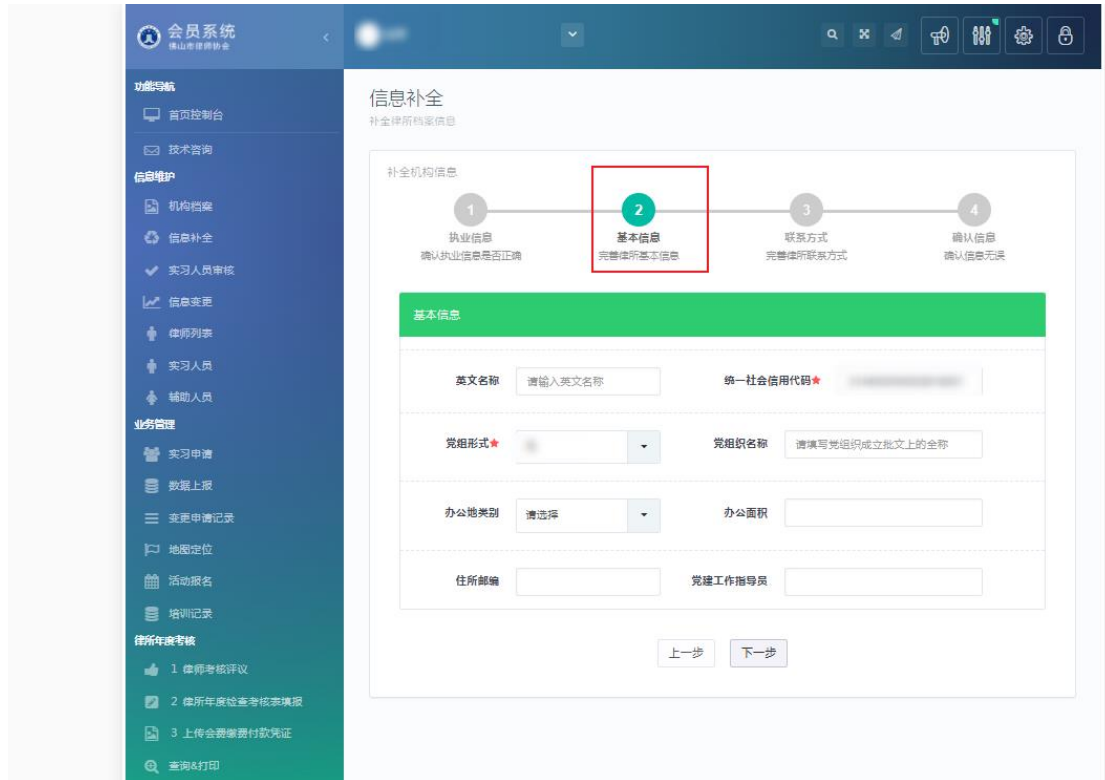 会员系统
佛山市律师协会
功能导航
首页控制台
技术咨询
信息维护
机构档案
信息补全
实习人员审核
信息变更
律师列表
实习人员
辅助人员
业务管理
实习申请
数据上报
变更申请记录
地图定位
活动报名
培训记录
律所年度考核
1 律师考核评议
2 律所年度检查考核表填报
3 上传会费缴费付款凭证
查询&打印
信息补全
补全律所档案信息
补全机构信息
1 2 3 4
执业信息 基本信息 联系方式 确认信息
确认执业信息是否正确 完善律所基本信息 完善律所联系方式 确认信息无误
基本信息
英文名称 请输入英文名称 统一社会信用代码★
党组形式★ 党组织名称 请填写党组织成立批文上的全称
办公地类别 请选择 办公面积
住所邮编 党建工作指导员
上一步 下一步